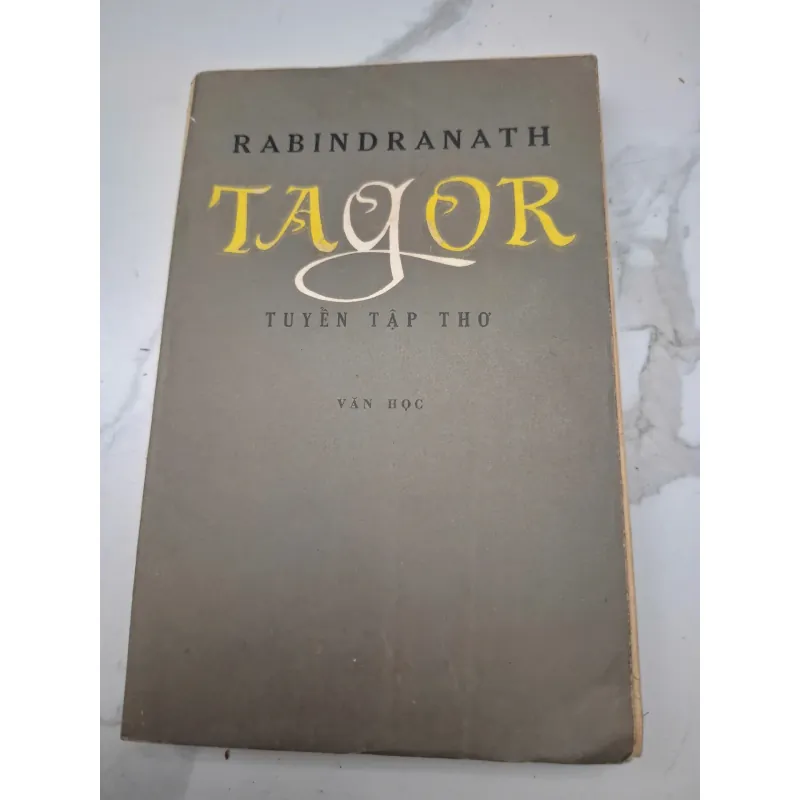 RABINDRANATH
TAgOR
TUYỂN TẬP THƠ
VĂN HỌC